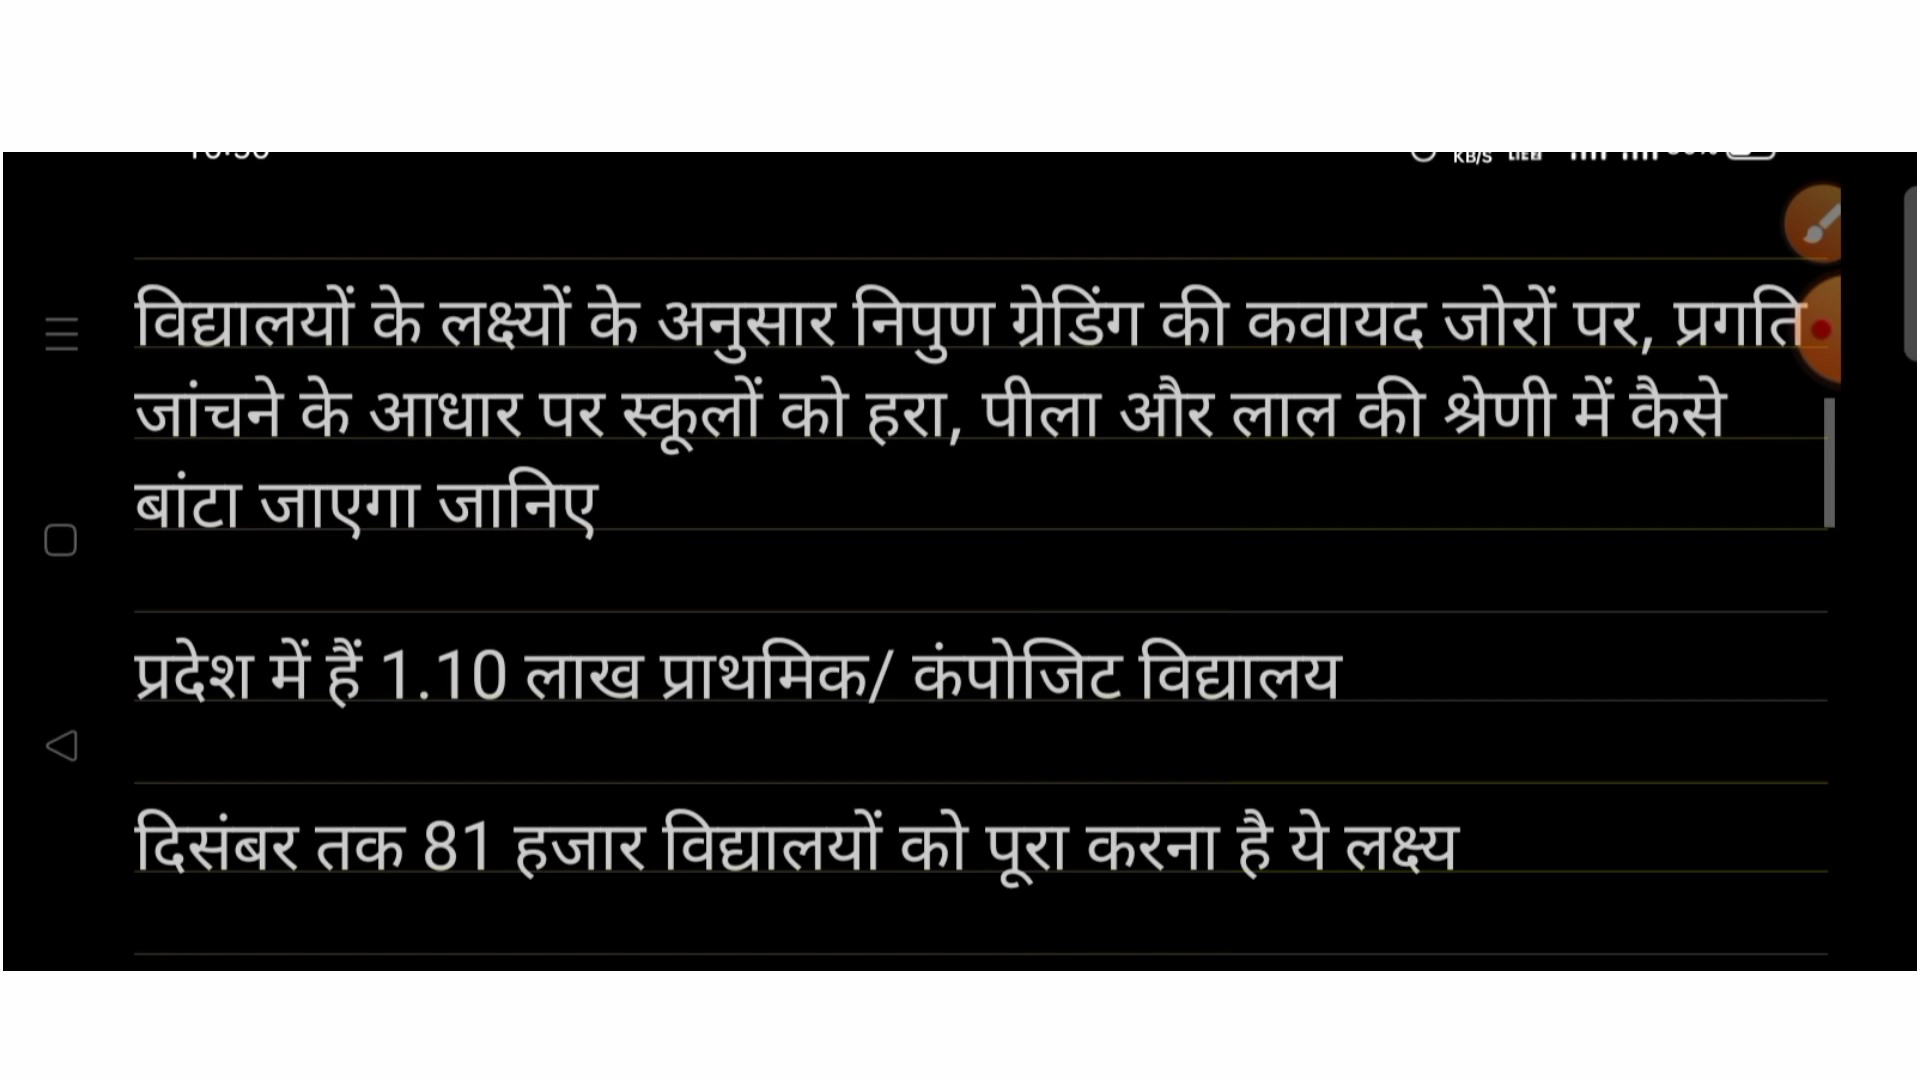 KB/S
विद्यालयों के लक्ष्यों के अनुसार निपुण ग्रेडिंग की कवायद जोरों पर, प्रगति
जांचने के आधार पर स्कूलों को हरा, पीला और लाल की श्रेणी में कैसे
बांटा जाएगा जानिए
प्रदेश में हैं 1.10 लाख प्राथमिक/ कंपोजिट विद्यालय
दिसंबर तक 81 हजार विद्यालयों को पूरा करना है ये लक्ष्य